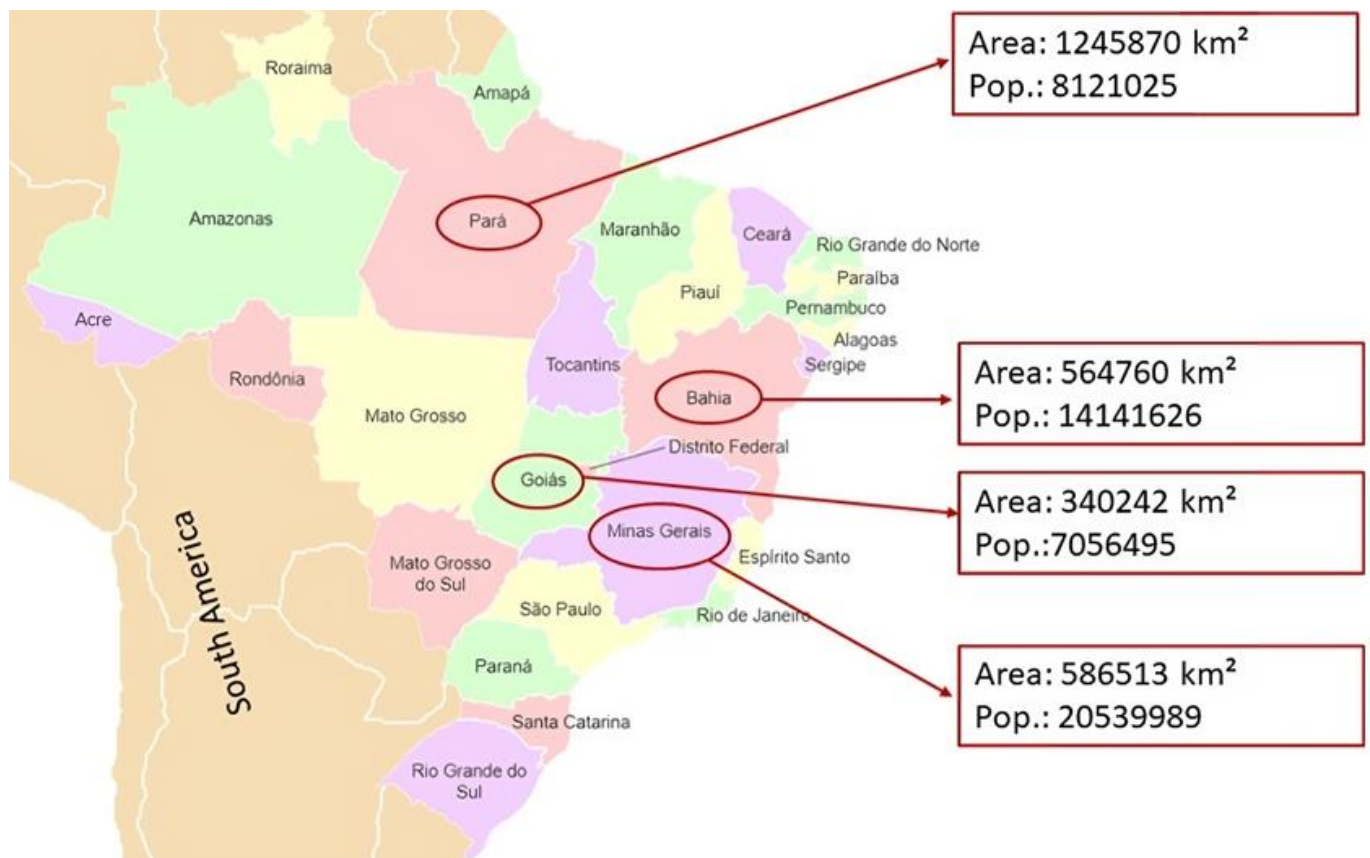 Roraima
Amapá
Area: 1245870 km²
Pop.: 8121025
Amazonas
Pará
Maranhão
Ceará
Rio Grande do Norte
Paraíba
Piauí
Pernambuco
Acre
Alagoas
Sergipe
Tocantins
Rondônia
Bahia
Area: 564760 km²
Pop.: 14141626
Mato Grosso
Distrito Federal
Goiás
Area: 340242 km²
Pop.:7056495
Minas Gerais
Espírito Santo
Mato Grosso
do Sul
São Paulo
Rio de Janeiro
South America
Paraná
Area: 586513 km²
Pop.: 20539989
Santa Catarina
Rio Grande do
Sul